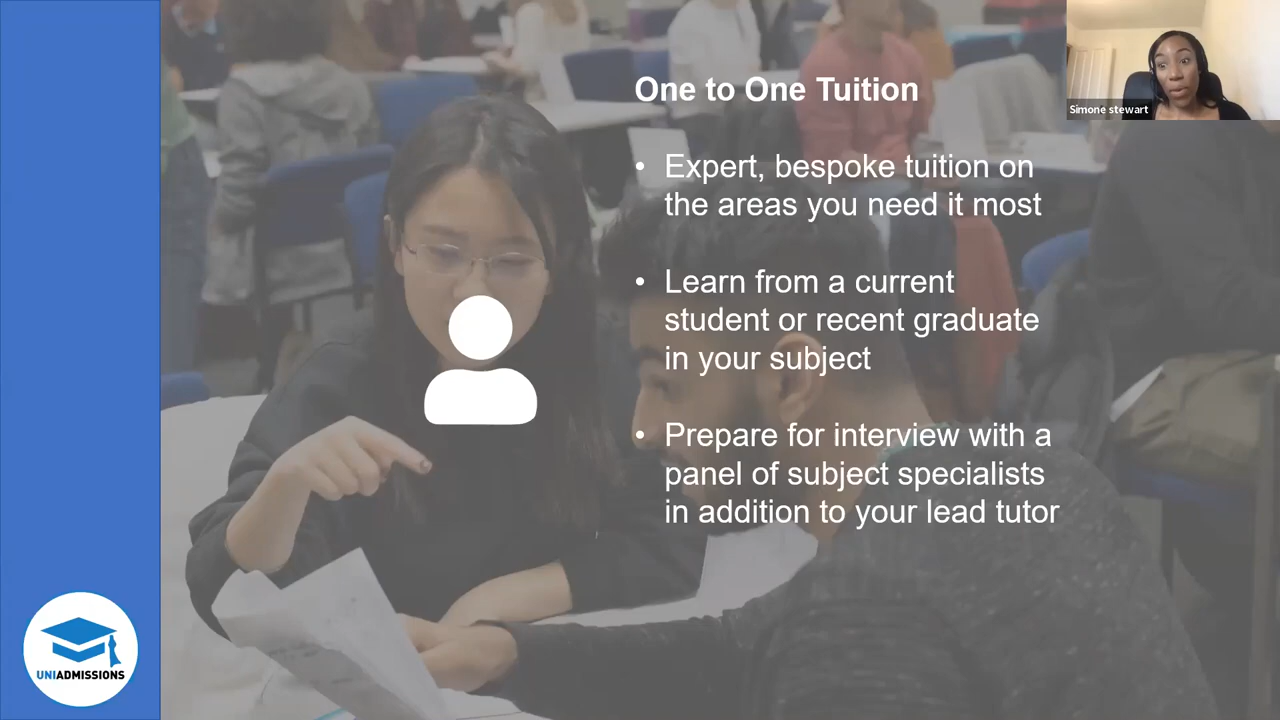 One to One Tuition
Simone stewart
• Expert, bespoke tuition on
the areas you need it most
• Learn from a current
student or recent graduate
in your subject
• Prepare for interview with a
panel of subject specialists
in addition to your lead tutor
UNIADMISSIONS